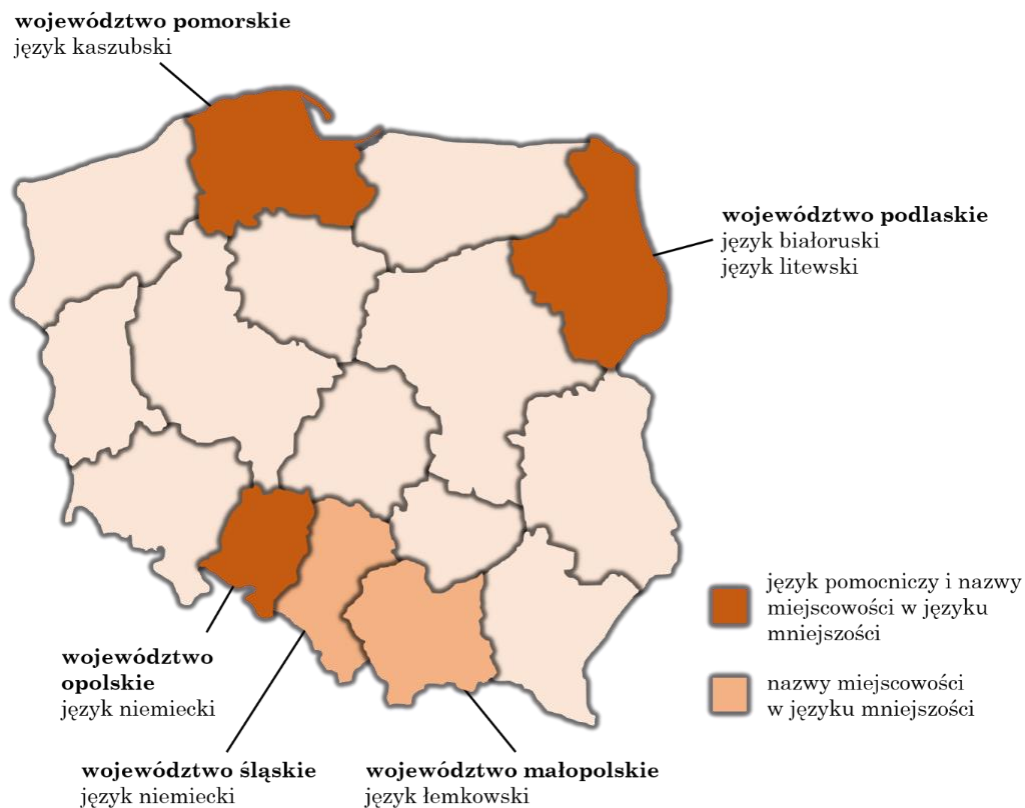 województwo pomorskie
język kaszubski
województwo podlaskie
język białoruski
język litewski
język pomocniczy i nazwy
miejscowości w języku
mniejszości
nazwy miejscowości
w języku mniejszości
województwo
opolskie
język niemiecki
województwo śląskie
język niemiecki
województwo małopolskie
język łemkowski